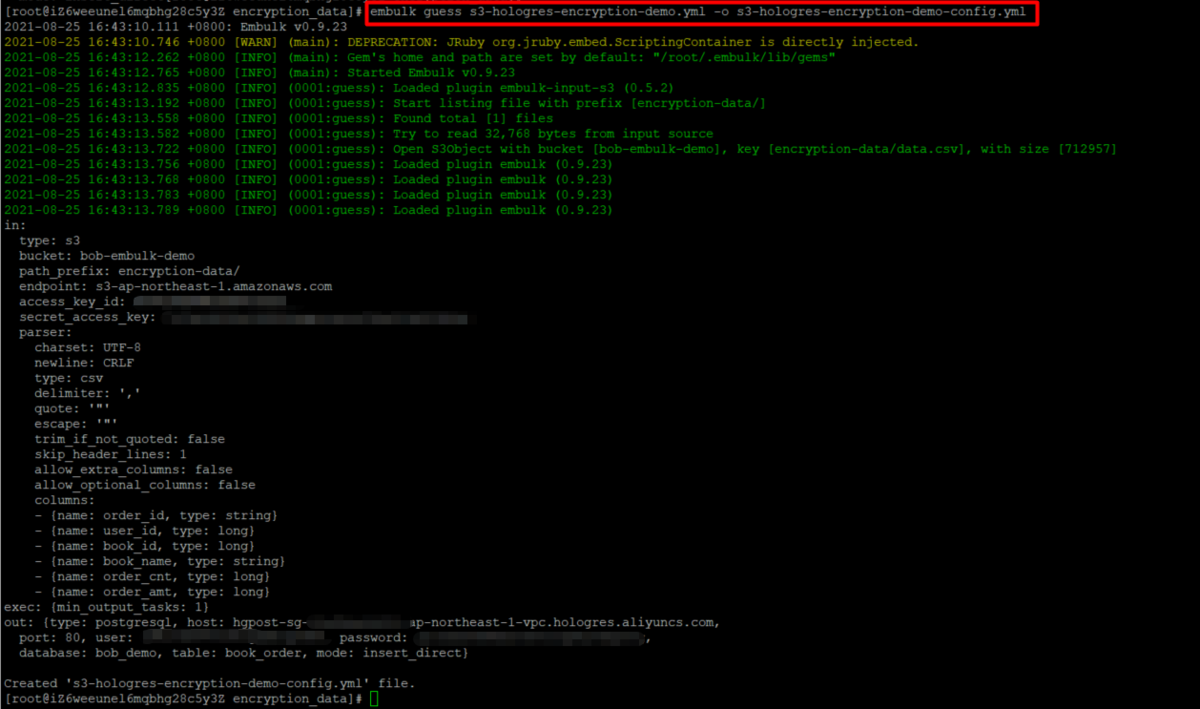 [root@iZ6weeunel6mqbhg28c5y3Z encryption_data]# embulk guess s3-hologres-encryption-demo.yml -o s3-hologres-encryption-demo-config.yml
2021-08-25 16:43:10.111 +0800: Embulk v0.9.23
2021-08-25 16:43:10.746 +0800 [WARN] (main): DEPRECATION: JRuby org.jruby.embed.ScriptingContainer is directly injected.
2021-08-25 16:43:12.262 +0800 [INFO] (main): Gem's home and path are set by default: "/root/.embulk/lib/gems"
2021-08-25 16:43:12.765 +0800 [INFO] (main): Started Embulk v0.9.23
2021-08-25 16:43:12.835 +0800 [INFO] (0001:guess): Loaded plugin embulk-input-s3 (0.5.2)
2021-08-25 16:43:13.192 +0800 [INFO] (0001:guess): Start listing file with prefix [encryption-data/]
2021-08-25 16:43:13.558 +0800 [INFO] (0001:guess): Found total [1] files
2021-08-25 16:43:13.582 +0800 [INFO] (0001:guess): Try to read 32,768 bytes from input source
2021-08-25 16:43:13.722 +0800 [INFO] (0001:guess): Open S3Object with bucket [bob-embulk-demo], key [encryption-data/data.csv], with size [712957]
2021-08-25 16:43:13.756 +0800 [INFO] (0001:guess): Loaded plugin embulk (0.9.23)
2021-08-25 16:43:13.768 +0800 [INFO] (0001:guess): Loaded plugin embulk (0.9.23)
2021-08-25 16:43:13.783 +0800 [INFO] (0001:guess): Loaded plugin embulk (0.9.23)
2021-08-25 16:43:13.789 +0800 [INFO] (0001:guess): Loaded plugin embulk (0.9.23)
in:
  type: s3
  bucket: bob-embulk-demo
  path_prefix: encryption-data/
  endpoint: s3-ap-northeast-1.amazonaws.com
  access_key_id:
  secret_access_key:
  parser:
    charset: UTF-8
    newline: CRLF
    type: csv
    delimiter: ','
    quote: '"'
    escape: '"'
    trim_if_not_quoted: false
    skip_header_lines: 1
    allow_extra_columns: false
    allow_optional_columns: false
    columns:
    - {name: order_id, type: string}
    - {name: user_id, type: long}
    - {name: book_id, type: long}
    - {name: book_name, type: string}
    - {name: order_cnt, type: long}
    - {name: order_amt, type: long}
exec: {min_output_tasks: 1}
out: {type: postgresql, host: hgpost-sg- ap-northeast-1-vpc.hologres.aliyuncs.com,
  port: 80, user: password: ,
  database: bob_demo, table: book_order, mode: insert_direct}
Created 's3-hologres-encryption-demo-config.yml' file.
[root@iZ6weeunel6mqbhg28c5y3Z encryption_data]#